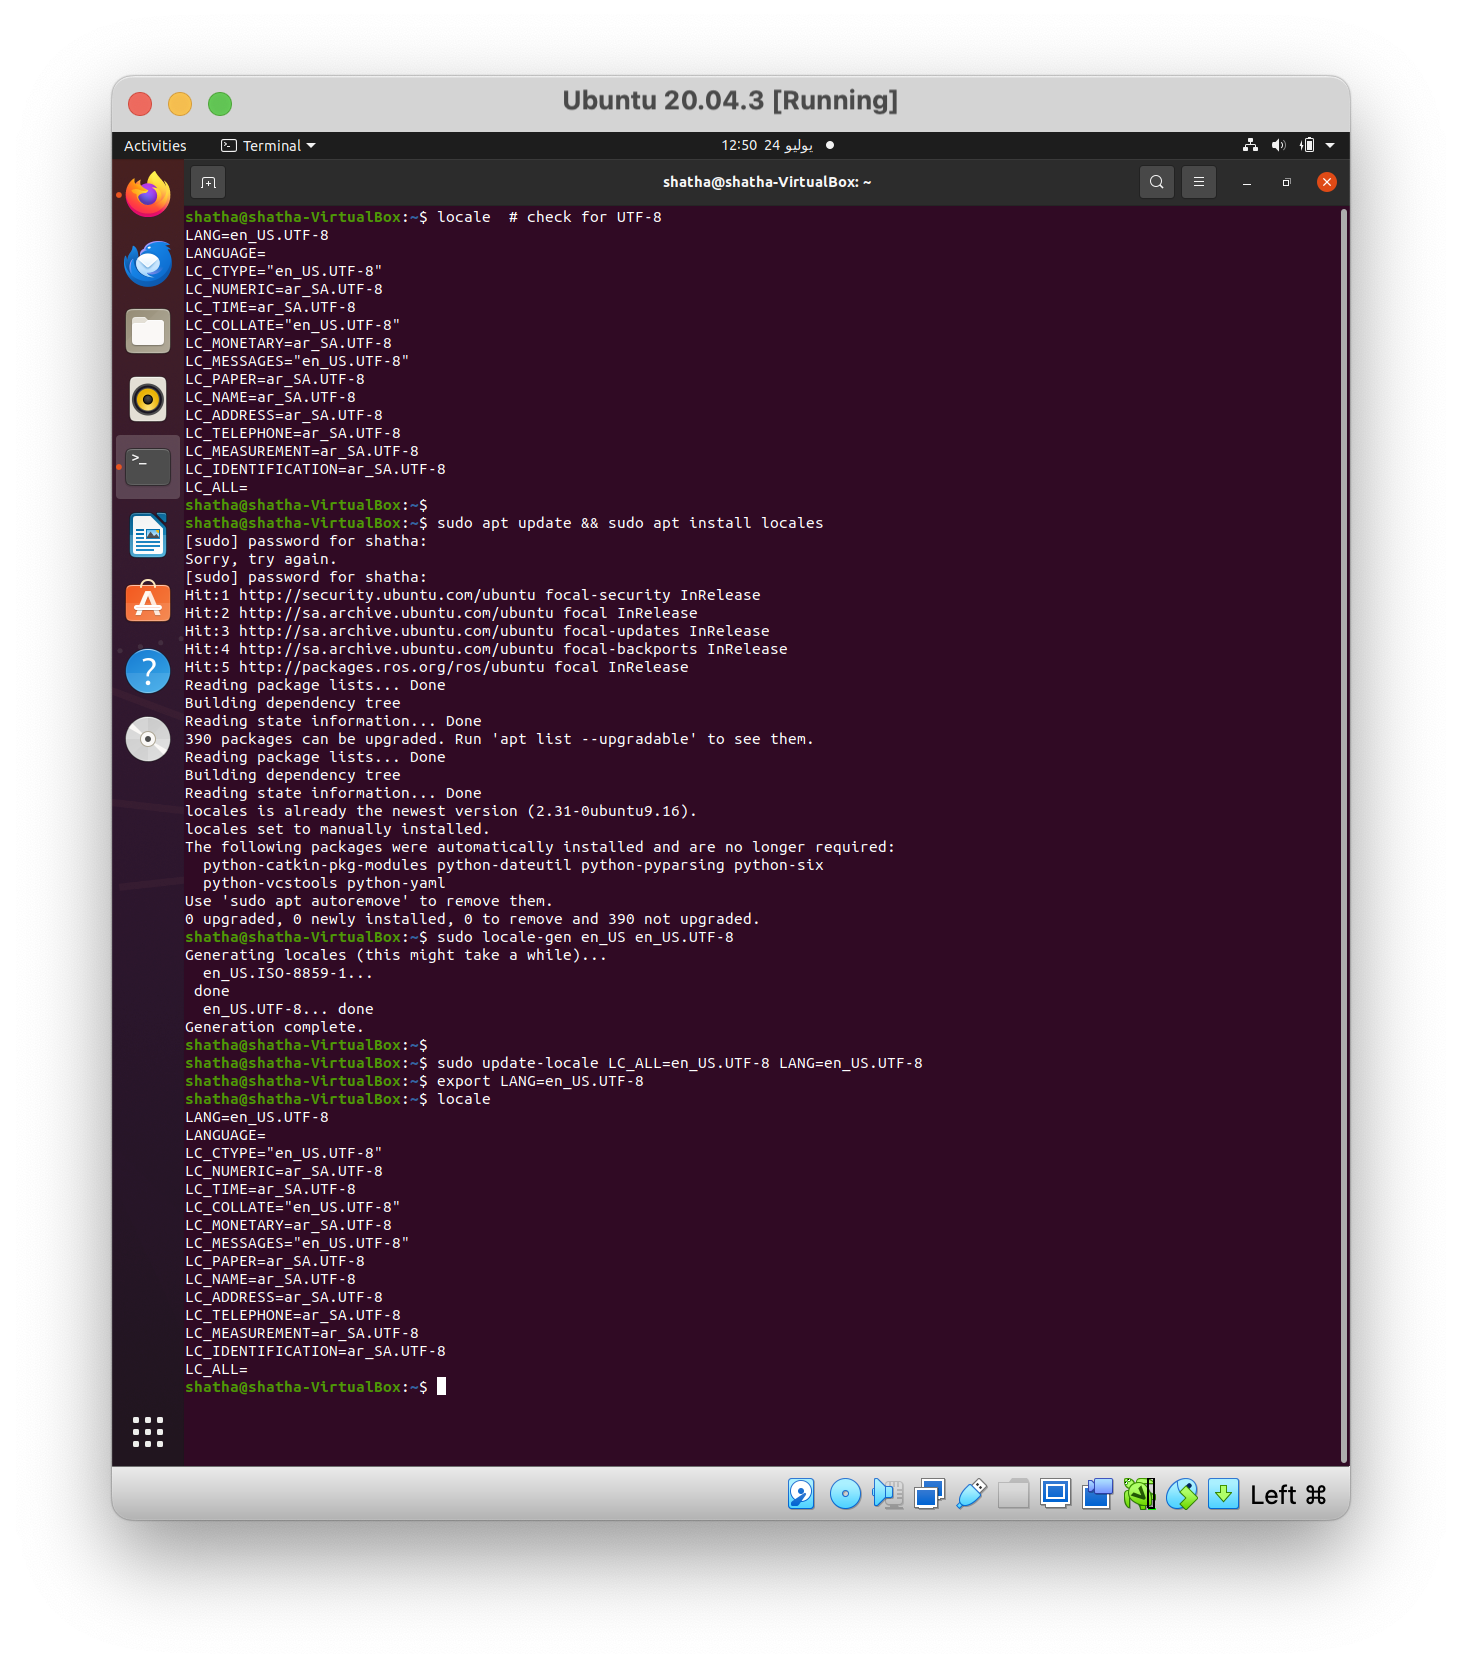 Ubuntu 20.04.3 [Running]
Activities
Terminal
12:50 24 يوليو
shatha@shatha-VirtualBox: ~
shatha@shatha-VirtualBox:~$ locale  # check for UTF-8
LANG=en_US.UTF-8
LANGUAGE=
LC_CTYPE="en_US.UTF-8"
LC_NUMERIC=ar_SA.UTF-8
LC_TIME=ar_SA.UTF-8
LC_COLLATE="en_US.UTF-8"
LC_MONETARY=ar_SA.UTF-8
LC_MESSAGES="en_US.UTF-8"
LC_PAPER=ar_SA.UTF-8
LC_NAME=ar_SA.UTF-8
LC_ADDRESS=ar_SA.UTF-8
LC_TELEPHONE=ar_SA.UTF-8
LC_MEASUREMENT=ar_SA.UTF-8
LC_IDENTIFICATION=ar_SA.UTF-8
LC_ALL=
shatha@shatha-VirtualBox:~$
shatha@shatha-VirtualBox:~$ sudo apt update && sudo apt install locales
[sudo] password for shatha:
Sorry, try again.
[sudo] password for shatha:
Hit:1 http://security.ubuntu.com/ubuntu focal-security InRelease
Hit:2 http://sa.archive.ubuntu.com/ubuntu focal InRelease
Hit:3 http://sa.archive.ubuntu.com/ubuntu focal-updates InRelease
Hit:4 http://sa.archive.ubuntu.com/ubuntu focal-backports InRelease
Hit:5 http://packages.ros.org/ros/ubuntu focal InRelease
Reading package lists... Done
Building dependency tree
Reading state information... Done
390 packages can be upgraded. Run 'apt list --upgradable' to see them.
Reading package lists... Done
Building dependency tree
Reading state information... Done
locales is already the newest version (2.31-0ubuntu9.16).
locales set to manually installed.
The following packages were automatically installed and are no longer required:
  python-catkin-pkg-modules python-dateutil python-pyparsing python-six
  python-vcstools python-yaml
Use 'sudo apt autoremove' to remove them.
0 upgraded, 0 newly installed, 0 to remove and 390 not upgraded.
shatha@shatha-VirtualBox:~$ sudo locale-gen en_US en_US.UTF-8
Generating locales (this might take a while)...
  en_US.ISO-8859-1...
 done
  en_US.UTF-8... done
Generation complete.
shatha@shatha-VirtualBox:~$
shatha@shatha-VirtualBox:~$ sudo update-locale LC_ALL=en_US.UTF-8 LANG=en_US.UTF-8
shatha@shatha-VirtualBox:~$ export LANG=en_US.UTF-8
shatha@shatha-VirtualBox:~$ locale
LANG=en_US.UTF-8
LANGUAGE=
LC_CTYPE="en_US.UTF-8"
LC_NUMERIC=ar_SA.UTF-8
LC_TIME=ar_SA.UTF-8
LC_COLLATE="en_US.UTF-8"
LC_MONETARY=ar_SA.UTF-8
LC_MESSAGES="en_US.UTF-8"
LC_PAPER=ar_SA.UTF-8
LC_NAME=ar_SA.UTF-8
LC_ADDRESS=ar_SA.UTF-8
LC_TELEPHONE=ar_SA.UTF-8
LC_MEASUREMENT=ar_SA.UTF-8
LC_IDENTIFICATION=ar_SA.UTF-8
LC_ALL=
shatha@shatha-VirtualBox:~$
Left ⌘